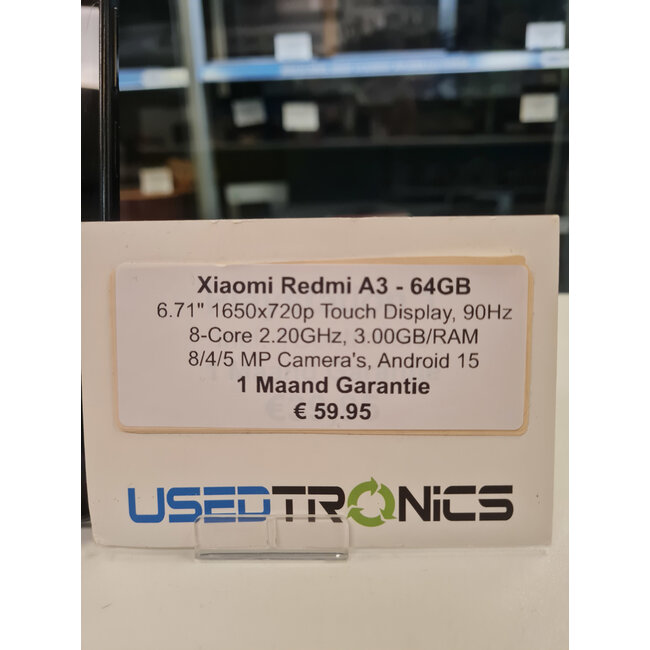 Xiaomi Redmi A3 - 64GB
6.71" 1650x720p Touch Display, 90Hz
8-Core 2.20GHz, 3.00GB/RAM
8/4/5 MP Camera's, Android 15
1 Maand Garantie
€ 59.95
USEDTRONiCS